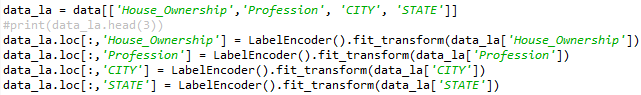 data_la = data[['House_Ownership','Profession', 'CITY', 'STATE']]
#print(data_la.head(3))
data_la.loc[:,'House_Ownership'] = LabelEncoder().fit_transform(data_la['House_Ownership'])
data_la.loc[:,'Profession'] = LabelEncoder().fit_transform(data_la['Profession'])
data_la.loc[:,'CITY'] = LabelEncoder().fit_transform(data_la['CITY'])
data_la.loc[:,'STATE'] = LabelEncoder().fit_transform(data_la['STATE'])